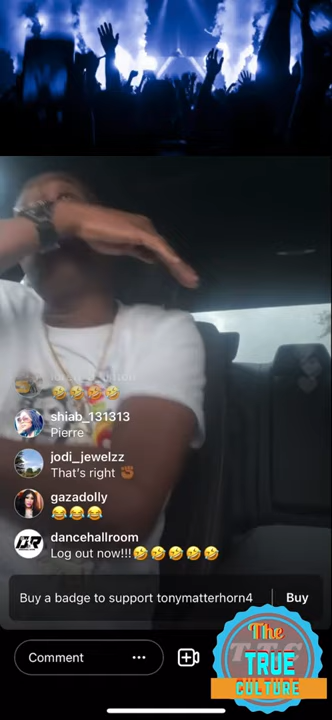 🤣🤣🤣🤣
shiab_131313
Pierre
jodi_jewelzz
That's right ✊🏾
gazadolly
😂😂😂
dancehallroom
Log out now!!!🤣🤣🤣🤣🤣
Buy a badge to support tonymatterhorn4
Buy
Comment
The
TRUE
CULTURE